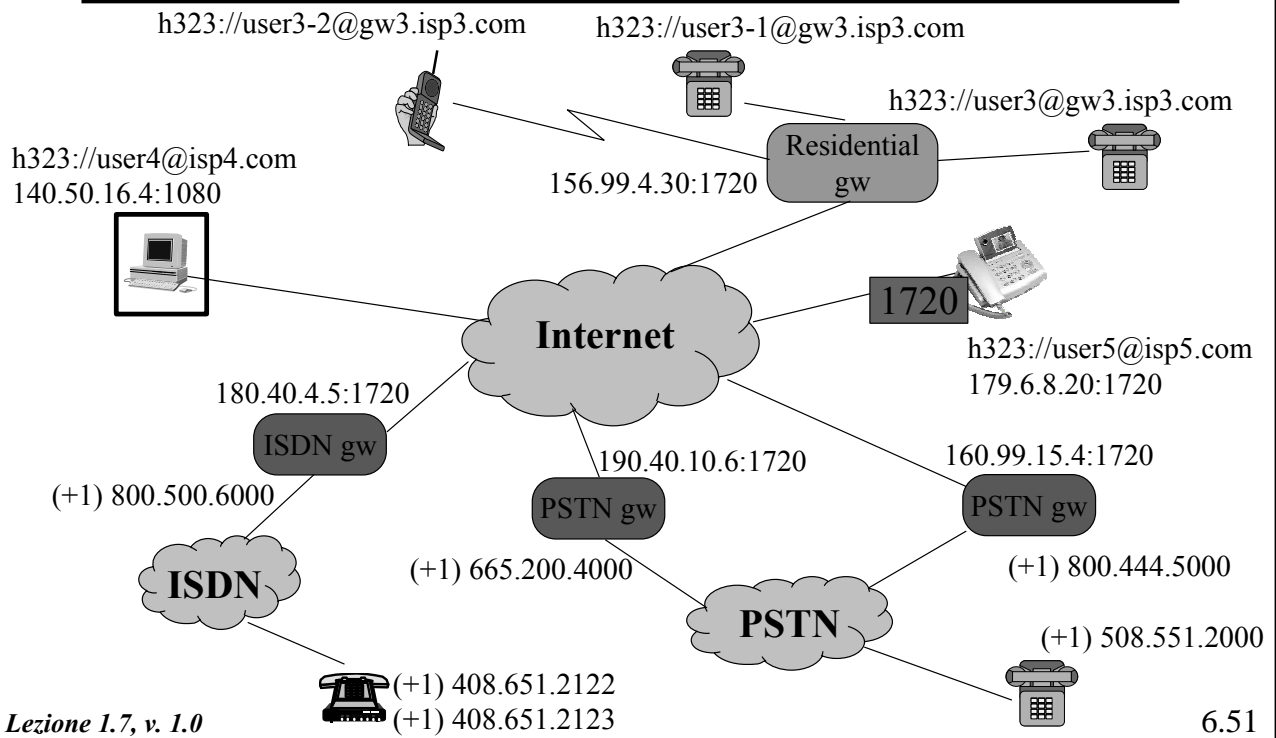 h323://user3-2@gw3.isp3.com
h323://user3-1@gw3.isp3.com
h323://user3@gw3.isp3.com
h323://user4@isp4.com
140.50.16.4:1080
Residential
gw
156.99.4.30:1720
Internet
1720
h323://user5@isp5.com
179.6.8.20:1720
180.40.4.5:1720
ISDN gw
190.40.10.6:1720
160.99.15.4:1720
(+1) 800.500.6000
PSTN gw
PSTN gw
(+1) 665.200.4000
(+1) 800.444.5000
ISDN
PSTN
(+1) 508.551.2000
(+1) 408.651.2122
(+1) 408.651.2123
Lezione 1.7, v. 1.0
6.51